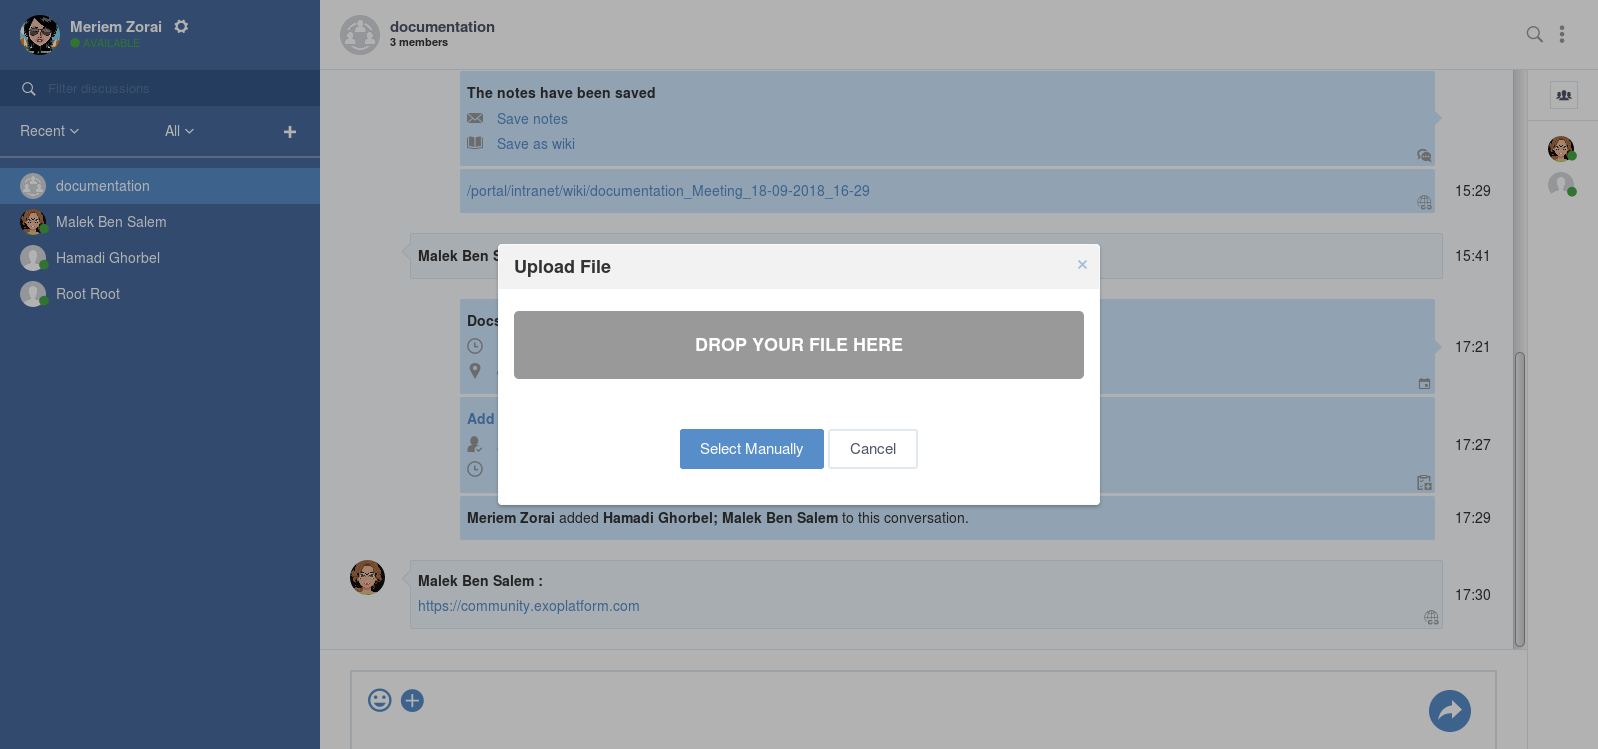 Meriem Zorai
AVAILABLE
Filter discussions
Recent
All
documentation
Malek Ben Salem
Hamadi Ghorbel
Root Root
documentation
3 members
The notes have been saved
Save notes
Save as wiki
/portal/intranet/wiki/documentation_Meeting_18-09-2018_16-29
15:29
Malek Ben S
15:41
Upload File
×
DROP YOUR FILE HERE
Select Manually
Cancel
Docs
17:21
Add
17:27
Meriem Zorai added Hamadi Ghorbel; Malek Ben Salem to this conversation.
17:29
Malek Ben Salem :
https://community.exoplatform.com
17:30